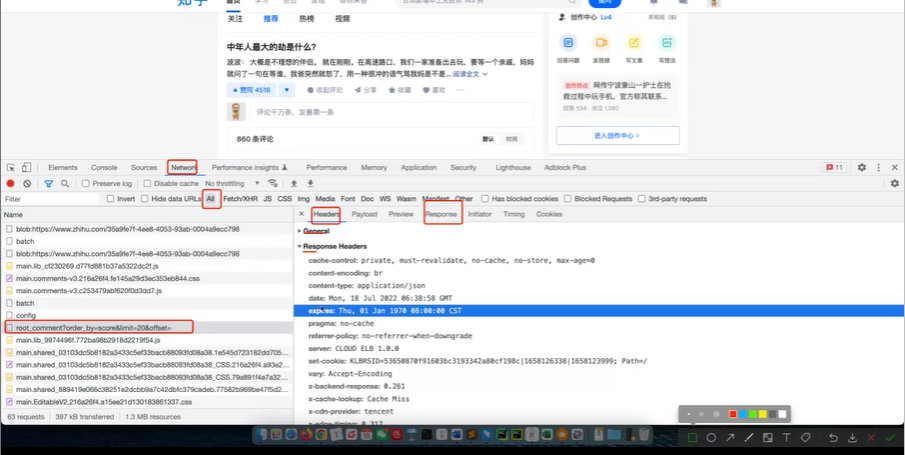 知乎 首页
关注 推荐 热榜 视频
中年人最大的劫是什么?
波波: 大概是不理想的伴侣。 就在刚刚。在高速路口。我们一家准备出去玩。要等一个亲戚。妈妈
就问了一句在等谁。我爸突然就怒了。用一种很冲的语气骂我妈是不是... 阅读全文
赞同 4518 收起评论 分享 收藏 喜欢 ...
评论千万条,友善第一条
860 条评论 默认 时间
创作中心 Lv4 草稿箱 (5)
回答问题 发视频 写文章 写想法
创作热点 网传宁波象山一护士在抢
救过程中玩手机。官方称其联系...
回答 534 · 关注 1,082
进入创作中心 >
Elements Console Sources Network Performance insights Performance Memory Application Security Lighthouse Adblock Plus 11
Preserve log Disable cache No throttling
Filter Invert Hide data URLs All Fetch/XHR JS CSS Img Media Font Doc WS Wasm Manifest Other Has blocked cookies Blocked Requests 3rd-party requests
Name
Headers Payload Preview Response Initiator Timing Cookies
blob:https://www.zhihu.com/35a9fe7f-4ee8-4053-93ab-0004a9ecc798
batch
blob:https://www.zhihu.com/35a9fe7f-4ee8-4053-93ab-0004a9ecc798
main.lib_cf230269.d77fd881b37a5322dc2f.js
main.comments-v3.216a26f4.fe145a29d3ec353eb844.css
main.comments-v3.c253479abf620f0d3dd7.js
batch
config
root_comment?order_by=score&limit=20&offset=
main.lib_9974496f.772ba98b2918d2219f54.js
main.shared_03103dc5b8182a3433c5ef33bacb88093fd08a38.1e545d723182dd705...
main.shared_03103dc5b8182a3433c5ef33bacb88093fd08a38_CSS.216a26f4.a93e2...
main.shared_03103dc5b8182a3433c5ef33bacb88093fd08a38_CSS.79a891f4a7a32...
main.shared_889419e066c38251e2dcbb9a7c42dbfc379cadeb.77582b969be47f5d2...
main.EditableV2.216a26f4.a15ee21d130183861337.css
63 requests 397 kB transferred 1.3 MB resources
General
Response Headers
cache-control: private, must-revalidate, no-cache, no-store, max-age=0
content-encoding: br
content-type: application/json
date: Mon, 18 Jul 2022 06:38:58 GMT
expires: Thu, 01 Jan 1970 08:00:00 CST
pragma: no-cache
referrer-policy: no-referrer-when-downgrade
server: CLOUD ELB 1.0.0
set-cookie: KLBRSID=53650870f91603bc3193342a80cf198c|1658126338|1658123999; Path=/
vary: Accept-Encoding
x-backend-response: 0.261
x-cache-lookup: Cache Miss
x-cdn-provider: tencent
x-edge-timing: 0.317